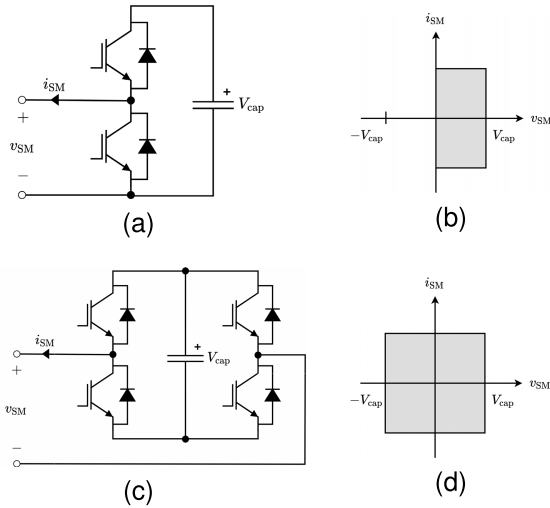 i_SM
+
v_SM
−
+
V_cap
(a)
i_SM
−V_cap
V_cap
v_SM
(b)
i_SM
+
v_SM
−
+
V_cap
(c)
i_SM
−V_cap
V_cap
v_SM
(d)